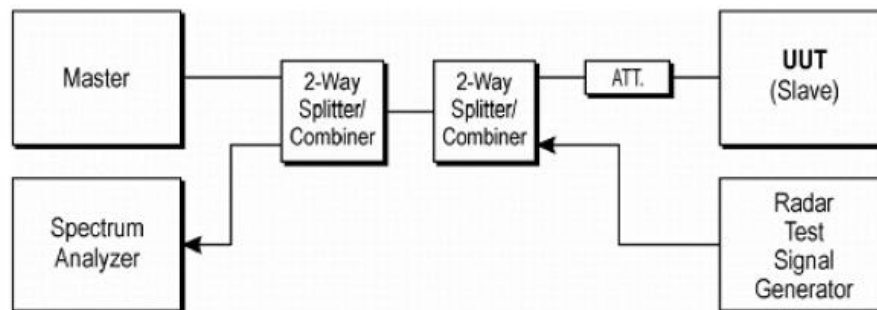 Master
2-Way
Splitter/
Combiner
2-Way
Splitter/
Combiner
ATT.
UUT
(Slave)
Spectrum
Analyzer
Radar
Test
Signal
Generator